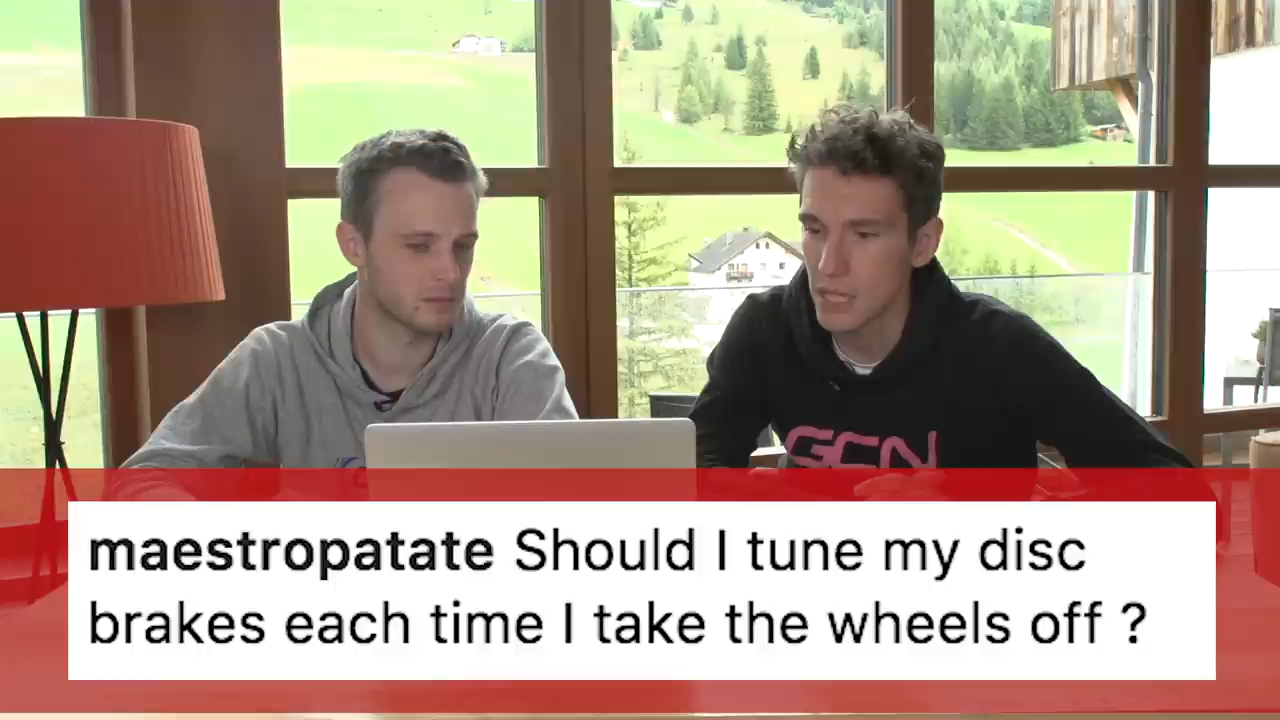 GCN
maestropatate Should I tune my disc
brakes each time I take the wheels off ?